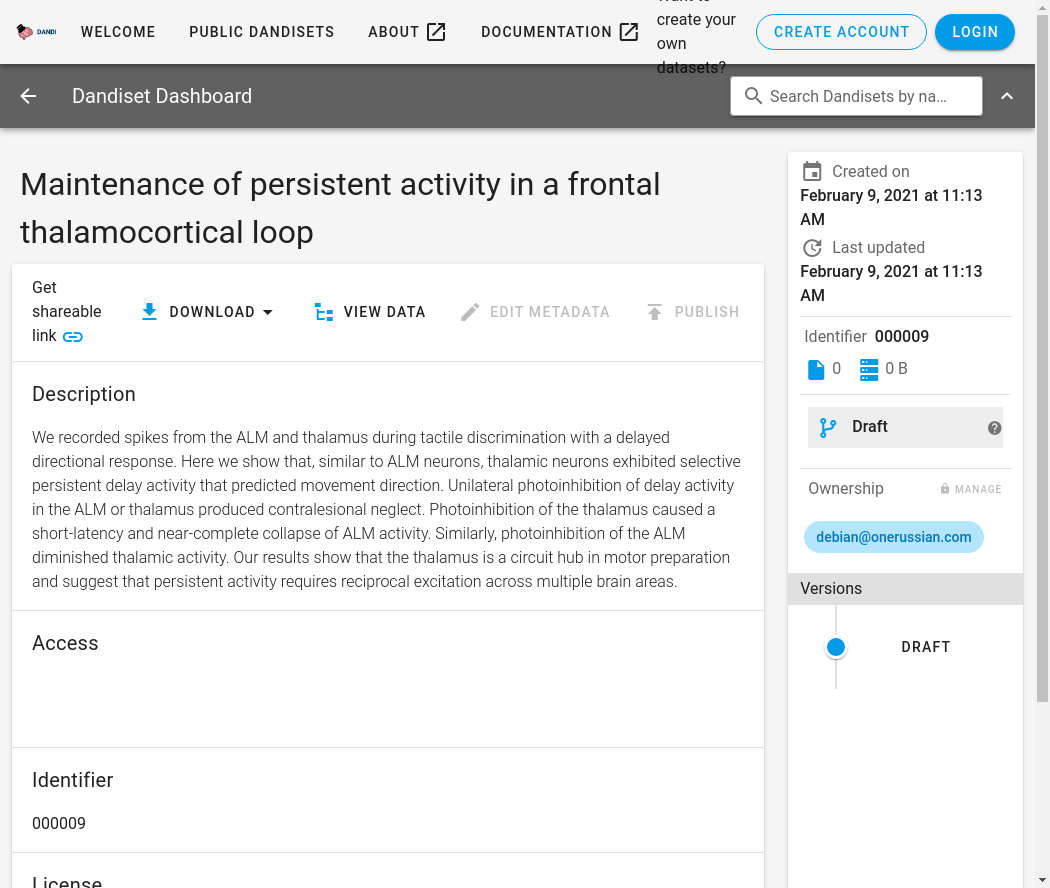 DANDI
WELCOME
PUBLIC DANDISETS
ABOUT
DOCUMENTATION
Want to
create your
own
datasets?
CREATE ACCOUNT
LOGIN
Dandiset Dashboard
Search Dandisets by na…
Maintenance of persistent activity in a frontal
thalamocortical loop
Get
shareable
link
DOWNLOAD
VIEW DATA
EDIT METADATA
PUBLISH
Description
We recorded spikes from the ALM and thalamus during tactile discrimination with a delayed
directional response. Here we show that, similar to ALM neurons, thalamic neurons exhibited selective
persistent delay activity that predicted movement direction. Unilateral photoinhibition of delay activity
in the ALM or thalamus produced contralesional neglect. Photoinhibition of the thalamus caused a
short-latency and near-complete collapse of ALM activity. Similarly, photoinhibition of the ALM
diminished thalamic activity. Our results show that the thalamus is a circuit hub in motor preparation
and suggest that persistent activity requires reciprocal excitation across multiple brain areas.
Access
Identifier
000009
License
Created on
February 9, 2021 at 11:13
AM
Last updated
February 9, 2021 at 11:13
AM
Identifier 000009
0
0 B
Draft
Ownership
MANAGE
debian@onerussian.com
Versions
DRAFT